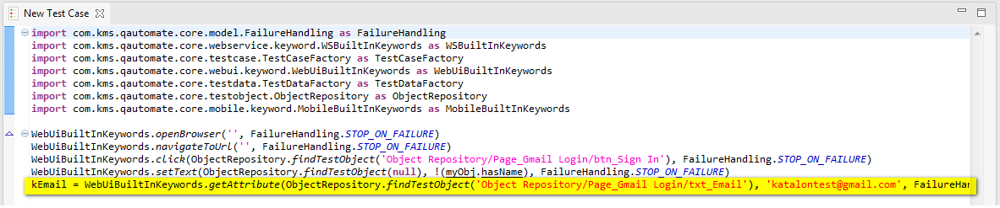 New Test Case
import com.kms.qautomate.core.model.FailureHandling as FailureHandling
import com.kms.qautomate.core.webservice.keyword.WSBuiltInKeywords as WSBuiltInKeywords
import com.kms.qautomate.core.testcase.TestCaseFactory as TestCaseFactory
import com.kms.qautomate.core.webui.keyword.WebUiBuiltInKeywords as WebUiBuiltInKeywords
import com.kms.qautomate.core.testdata.TestDataFactory as TestDataFactory
import com.kms.qautomate.core.testobject.ObjectRepository as ObjectRepository
import com.kms.qautomate.core.mobile.keyword.MobileBuiltInKeywords as MobileBuiltInKeywords
WebUiBuiltInKeywords.openBrowser('', FailureHandling.STOP_ON_FAILURE)
WebUiBuiltInKeywords.navigateToUrl('', FailureHandling.STOP_ON_FAILURE)
WebUiBuiltInKeywords.click(ObjectRepository.findTestObject('Object Repository/Page_Gmail Login/btn_Sign In'), FailureHandling.STOP_ON_FAILURE)
WebUiBuiltInKeywords.setText(ObjectRepository.findTestObject(null), !(myObj.hasName), FailureHandling.STOP_ON_FAILURE)
kEmail = WebUiBuiltInKeywords.getAttribute(ObjectRepository.findTestObject('Object Repository/Page_Gmail Login/txt_Email'), 'katalontest@gmail.com', FailureHan